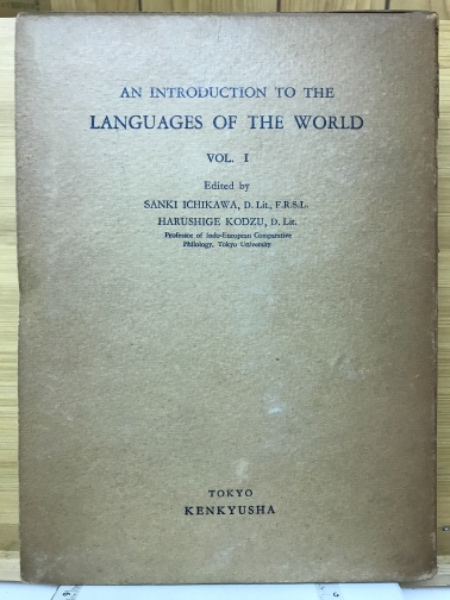 AN INTRODUCTION TO THE
LANGUAGES OF THE WORLD
VOL. I
Edited by
SANKI ICHIKAWA, D. Lit., F.R.S.L.
HARUSHIGE KODZU, D. Lit.
Professor of Indo-European Comparative
Philology, Tokyo University
TOKYO
KENKYUSHA